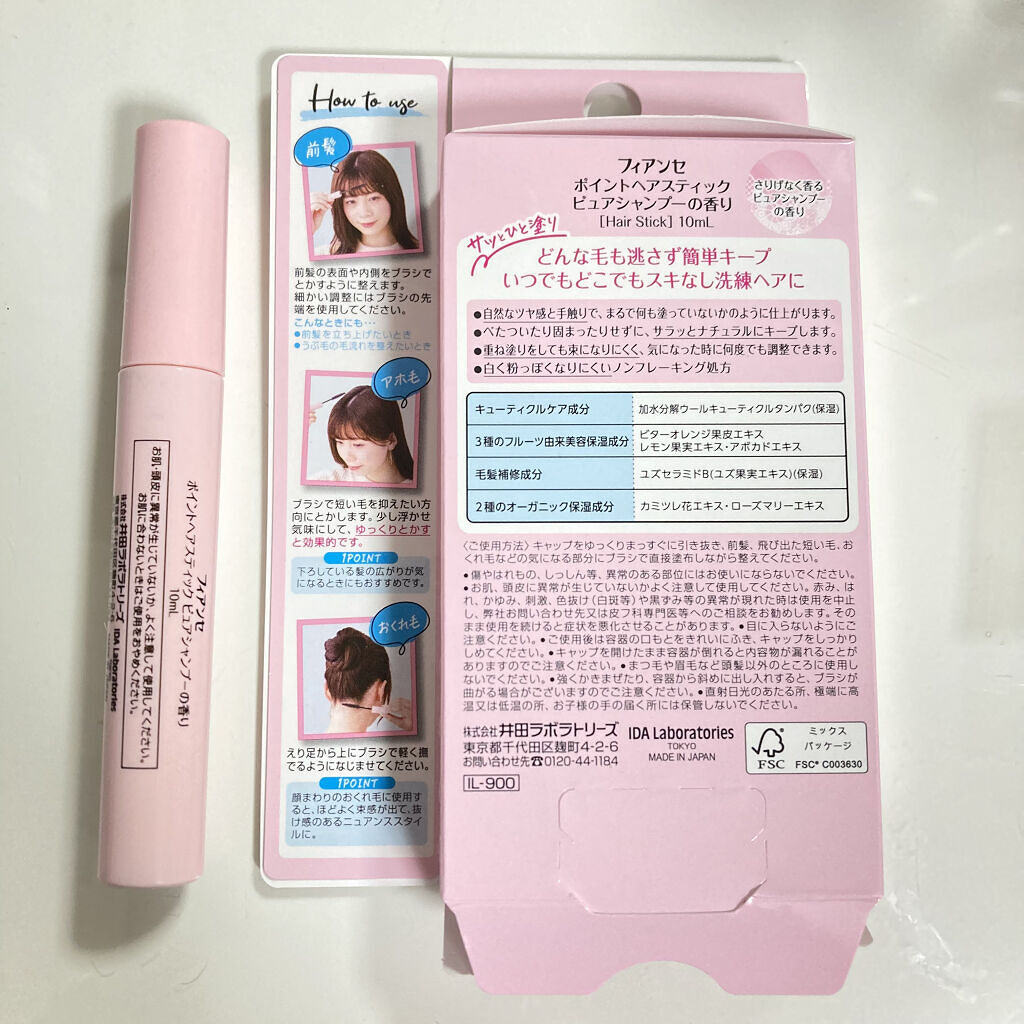 How to use
前髪
前髪の表面や内側をブラシで
とかすように整えます。
細かい調整にはブラシの先
端を使用してください。
こんなときにも…
●前髪を立ち上げたいとき
●うぶ毛の毛流れを整えたいとき
アホ毛
ブラシで短い毛を抑えたい方
向にとかします。少し浮かせ
気味にして、ゆっくりとかす
と効果的です。
1POINT
下ろしている髪の広がりが気
になるときにもおすすめです。
おくれ毛
えり足から上にブラシで軽く撫
でるようになじませてください。
1POINT
顔まわりのおくれ毛に使用す
ると、ほどよく束感が出て、抜
け感のあるニュアンススタイ
ルに。
フィアンセ
ポイントヘアスティック
ピュアシャンプーの香り
[Hair Stick] 10mL
さりげなく香る
ピュアシャンプー
の香り
サッとひと塗り
どんな毛も逃さず簡単キープ
いつでもどこでもスキなし洗練ヘアに
●自然なツヤ感と手触りで、まるで何も塗っていないかのように仕上がります。
●べたついたり固まったりせずに、サラッとナチュラルにキープします。
●重ね塗りをしても束になりにくく、気になった時に何度でも調整できます。
●白く粉っぽくなりにくいノンフレーキング処方
キューティクルケア成分 加水分解ウールキューティクルタンパク(保湿)
3種のフルーツ由来美容保湿成分 ビターオレンジ果皮エキス
レモン果実エキス・アボカドエキス
毛髪補修成分 ユズセラミドB(ユズ果実エキス)(保湿)
2種のオーガニック保湿成分 カミツレ花エキス・ローズマリーエキス
〈ご使用方法〉キャップをゆっくりまっすぐに引き抜き、前髪、飛び出た短い毛、お
くれ毛などの気になる部分にブラシで直接塗布しながら整えてください。
●傷やはれもの、しっしん等、異常のある部位にはお使いにならないでください。
●お肌、頭皮に異常が生じていないかよく注意して使用してください。赤み、は
れ、かゆみ、刺激、色抜け(白斑等)や黒ずみ等の異常が現れた時は使用を中止
し、弊社お問い合わせ先又は皮フ科専門医等へのご相談をお勧めします。その
まま使用を続けると症状を悪化させることがあります。●目に入らないようにご
注意ください。●ご使用後は容器の口もとをきれいにふき、キャップをしっかり
しめてください。●キャップを開けたまま容器が倒れると内容物が漏れることが
ありますのでご注意ください。●まつ毛や眉毛など頭髪以外のところに使用し
ないでください。●強くかきまぜたり、容器から斜めに出し入れすると、ブラシが
曲がる場合がございますのでご注意ください。●直射日光のあたる所、極端に高
温又は低温の所、お子様の手の届く所には保管しないでください。
株式会社 井田ラボラトリーズ
東京都千代田区麹町4-2-6
お問い合わせ先☎0120-44-1184
IDA Laboratories
TOKYO
MADE IN JAPAN
FSC
ミックス
パッケージ
FSC® C003630
IL-900
フィアンセ
ポイントヘアスティック ピュアシャンプーの香り
10mL
お肌・頭皮に異常が生じていないか、よく注意して使用してください。
お肌に合わないときはご使用をおやめください。
株式会社 井田ラボラトリーズ IDA Laboratories